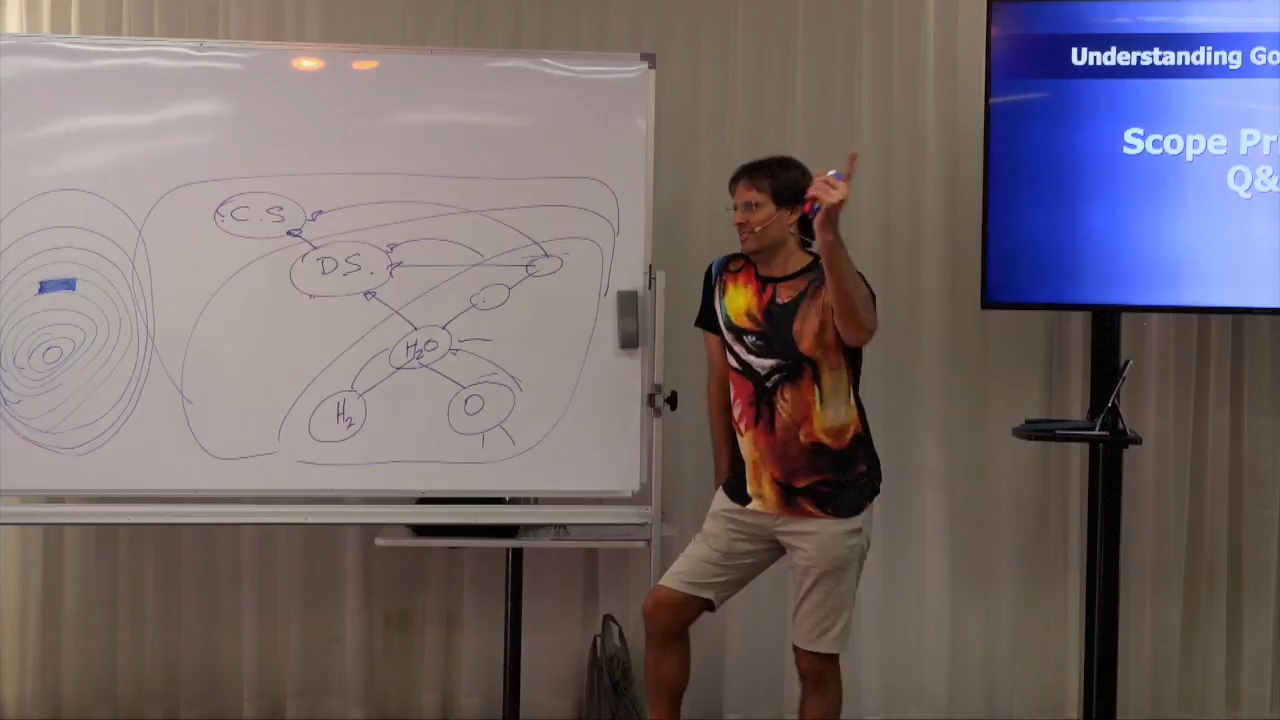 .C.S
D.S.
H₂O
H₂
O
Understanding Go
Scope Pr
Q&